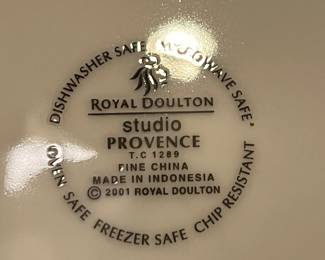 DISHWASHER SAFE MICROWAVE SAFE*
ROYAL DOULTON
studio
PROVENCE
T.C 1289
FINE CHINA
MADE IN INDONESIA
© 2001 ROYAL DOULTON
OVEN SAFE FREEZER SAFE CHIP RESISTANT